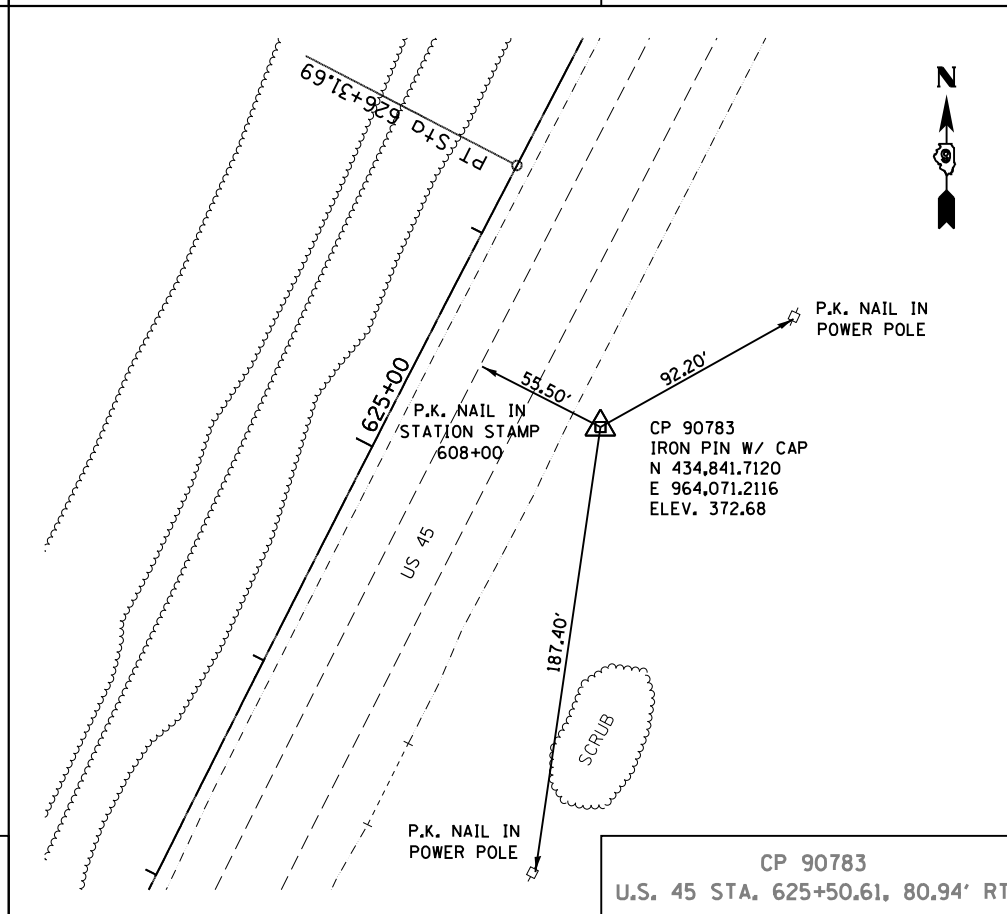 PT Sta 626+31.69
N
P.K. NAIL IN
POWER POLE
92.20'
55.50'
625+00
P.K. NAIL IN
STATION STAMP
608+00
CP 90783
IRON PIN W/ CAP
N 434,841.7120
E 964,071.2116
ELEV. 372.68
US 45
187.40'
SCRUB
P.K. NAIL IN
POWER POLE
CP 90783
U.S. 45 STA. 625+50.61, 80.94' RT